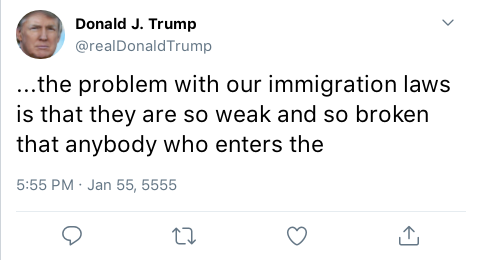 Donald J. Trump
@realDonaldTrump
...the problem with our immigration laws
is that they are so weak and so broken
that anybody who enters the
5:55 PM · Jan 55, 5555